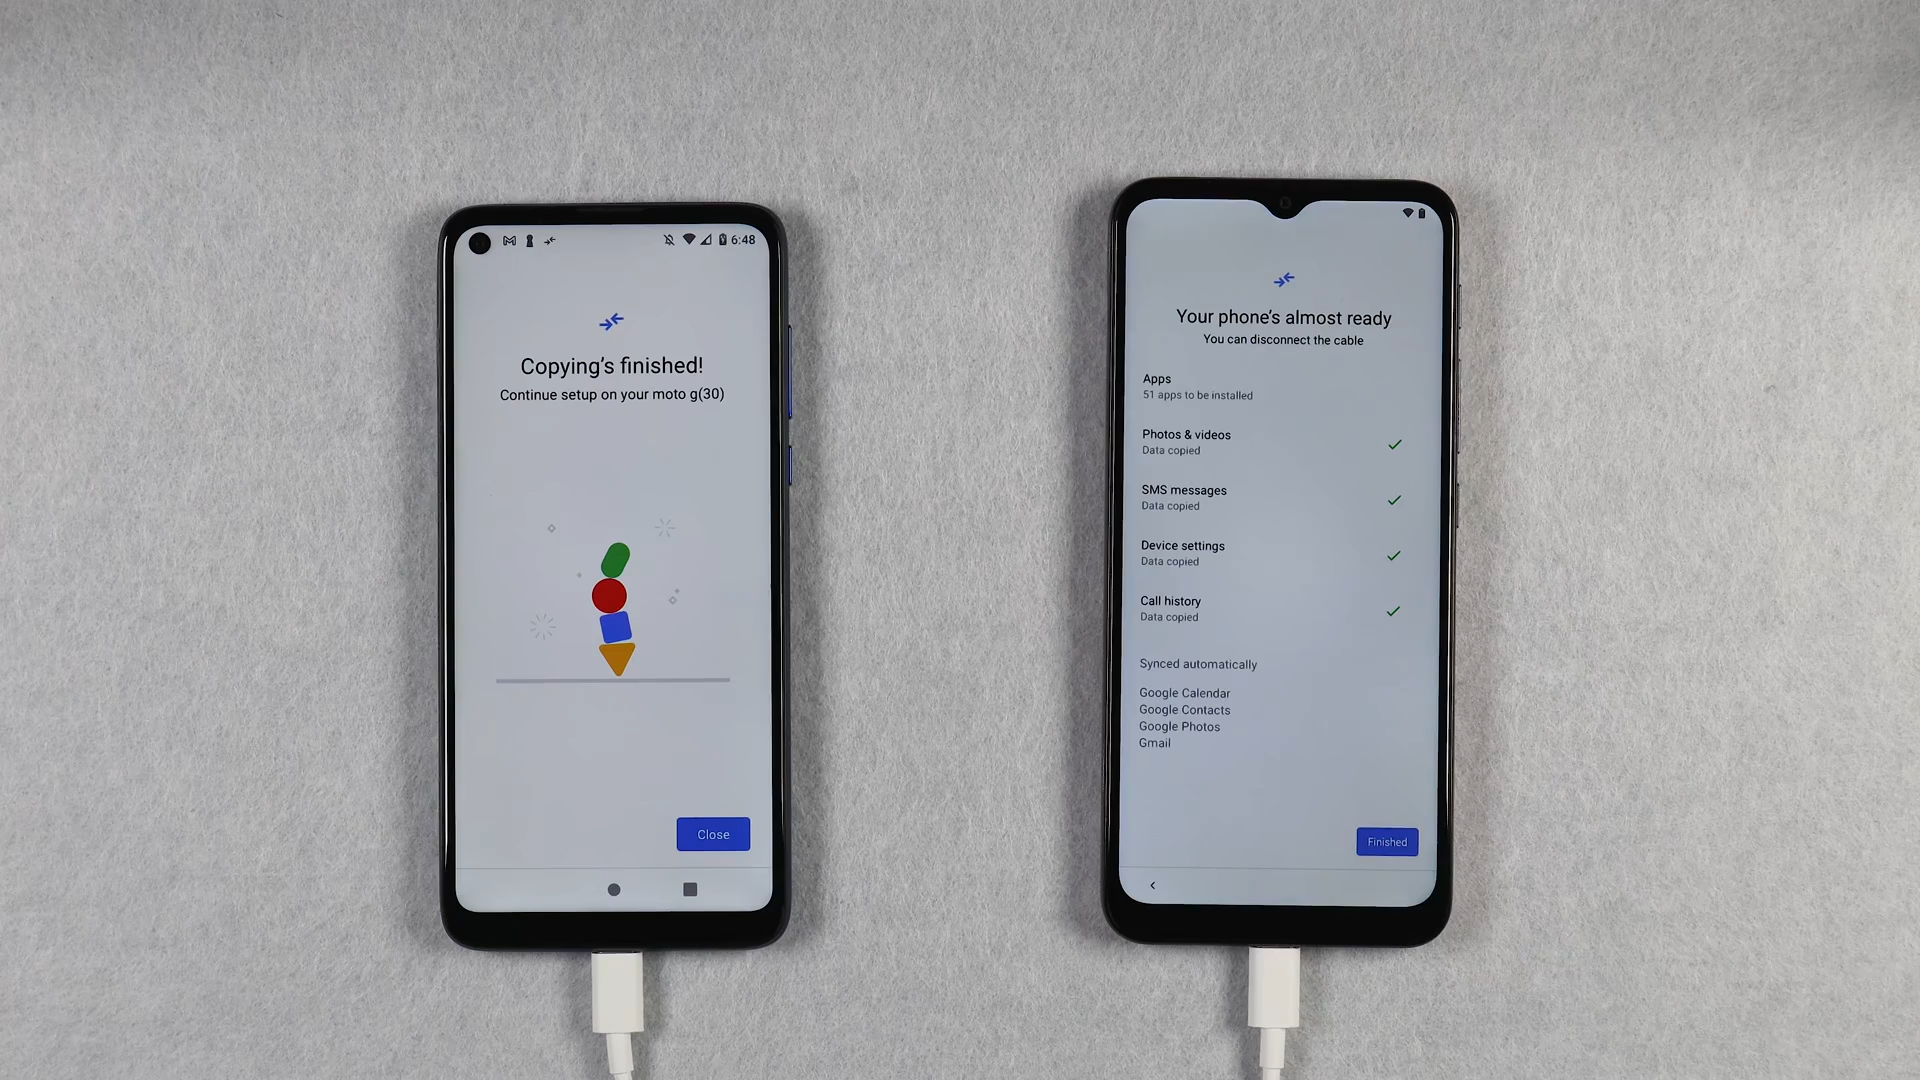 6:48
Copying's finished!
Continue setup on your moto g(30)
Close
Your phone's almost ready
You can disconnect the cable
Apps
51 apps to be installed
Photos & videos
Data copied
SMS messages
Data copied
Device settings
Data copied
Call history
Data copied
Synced automatically
Google Calendar
Google Contacts
Google Photos
Gmail
Finished